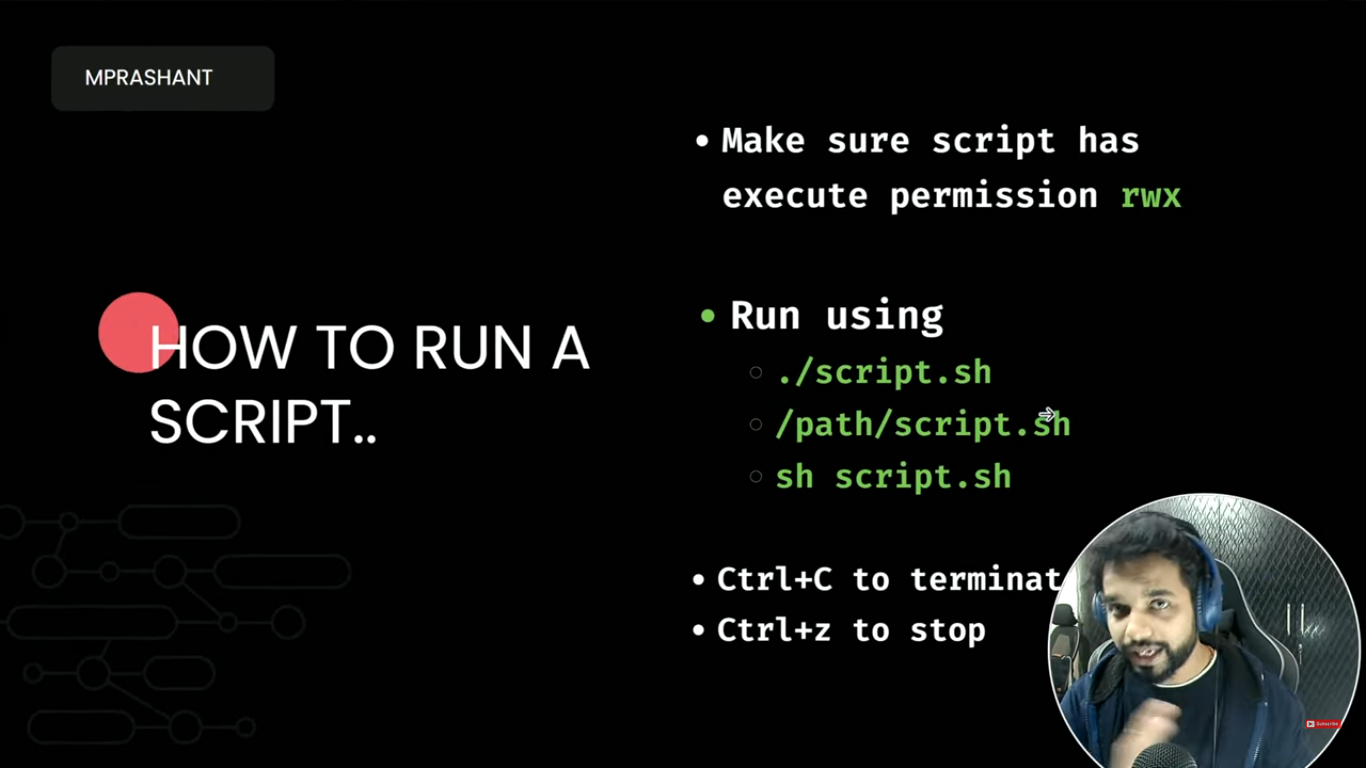 MPRASHANT
HOW TO RUN A
SCRIPT..
• Make sure script has
execute permission rwx
• Run using
○ ./script.sh
○ /path/script.sh
○ sh script.sh
• Ctrl+C to terminat
• Ctrl+z to stop
Subscribe